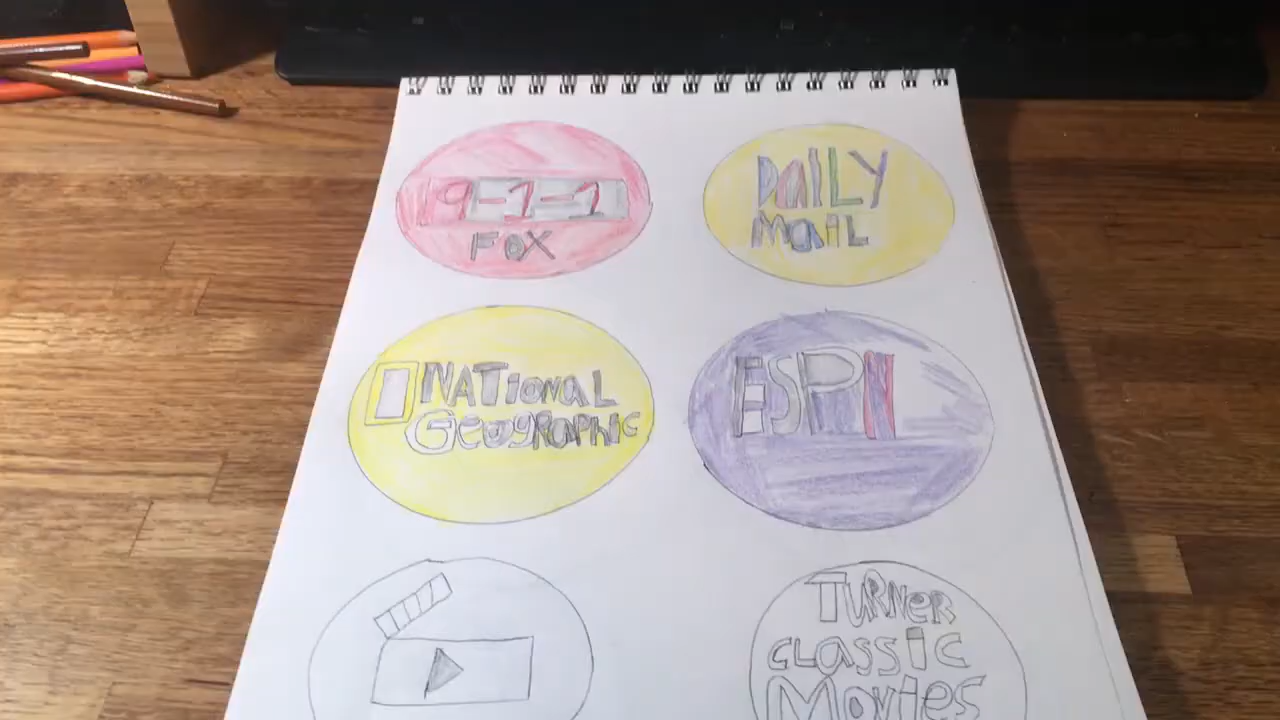 9-1-1
FOX
DaiLY
MaiL
NATionaL
GeogRaPhic
ESPN
TURNeR
CLassic
Movies